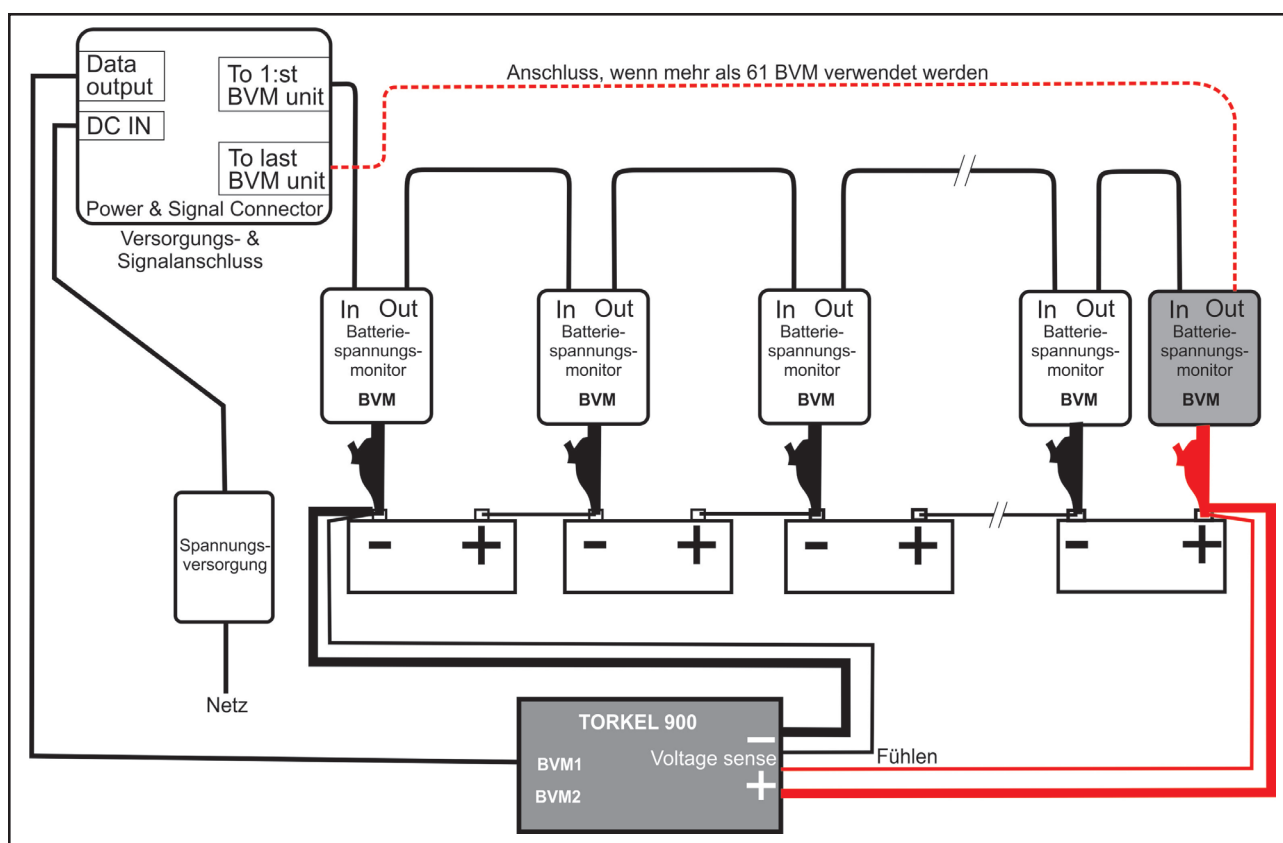 Data
output
DC IN
To 1:st
BVM unit
To last
BVM unit
Power & Signal Connector
Versorgungs- &
Signalanschluss
Anschluss, wenn mehr als 61 BVM verwendet werden
In Out
Batterie-
spannungs-
monitor
BVM
In Out
Batterie-
spannungs-
monitor
BVM
In Out
Batterie-
spannungs-
monitor
BVM
In Out
Batterie-
spannungs-
monitor
BVM
In Out
Batterie-
spannungs-
monitor
BVM
Spannungs-
versorgung
Netz
- +
- +
- +
- +
TORKEL 900
-
Voltage sense
+
BVM1
BVM2
Fühlen